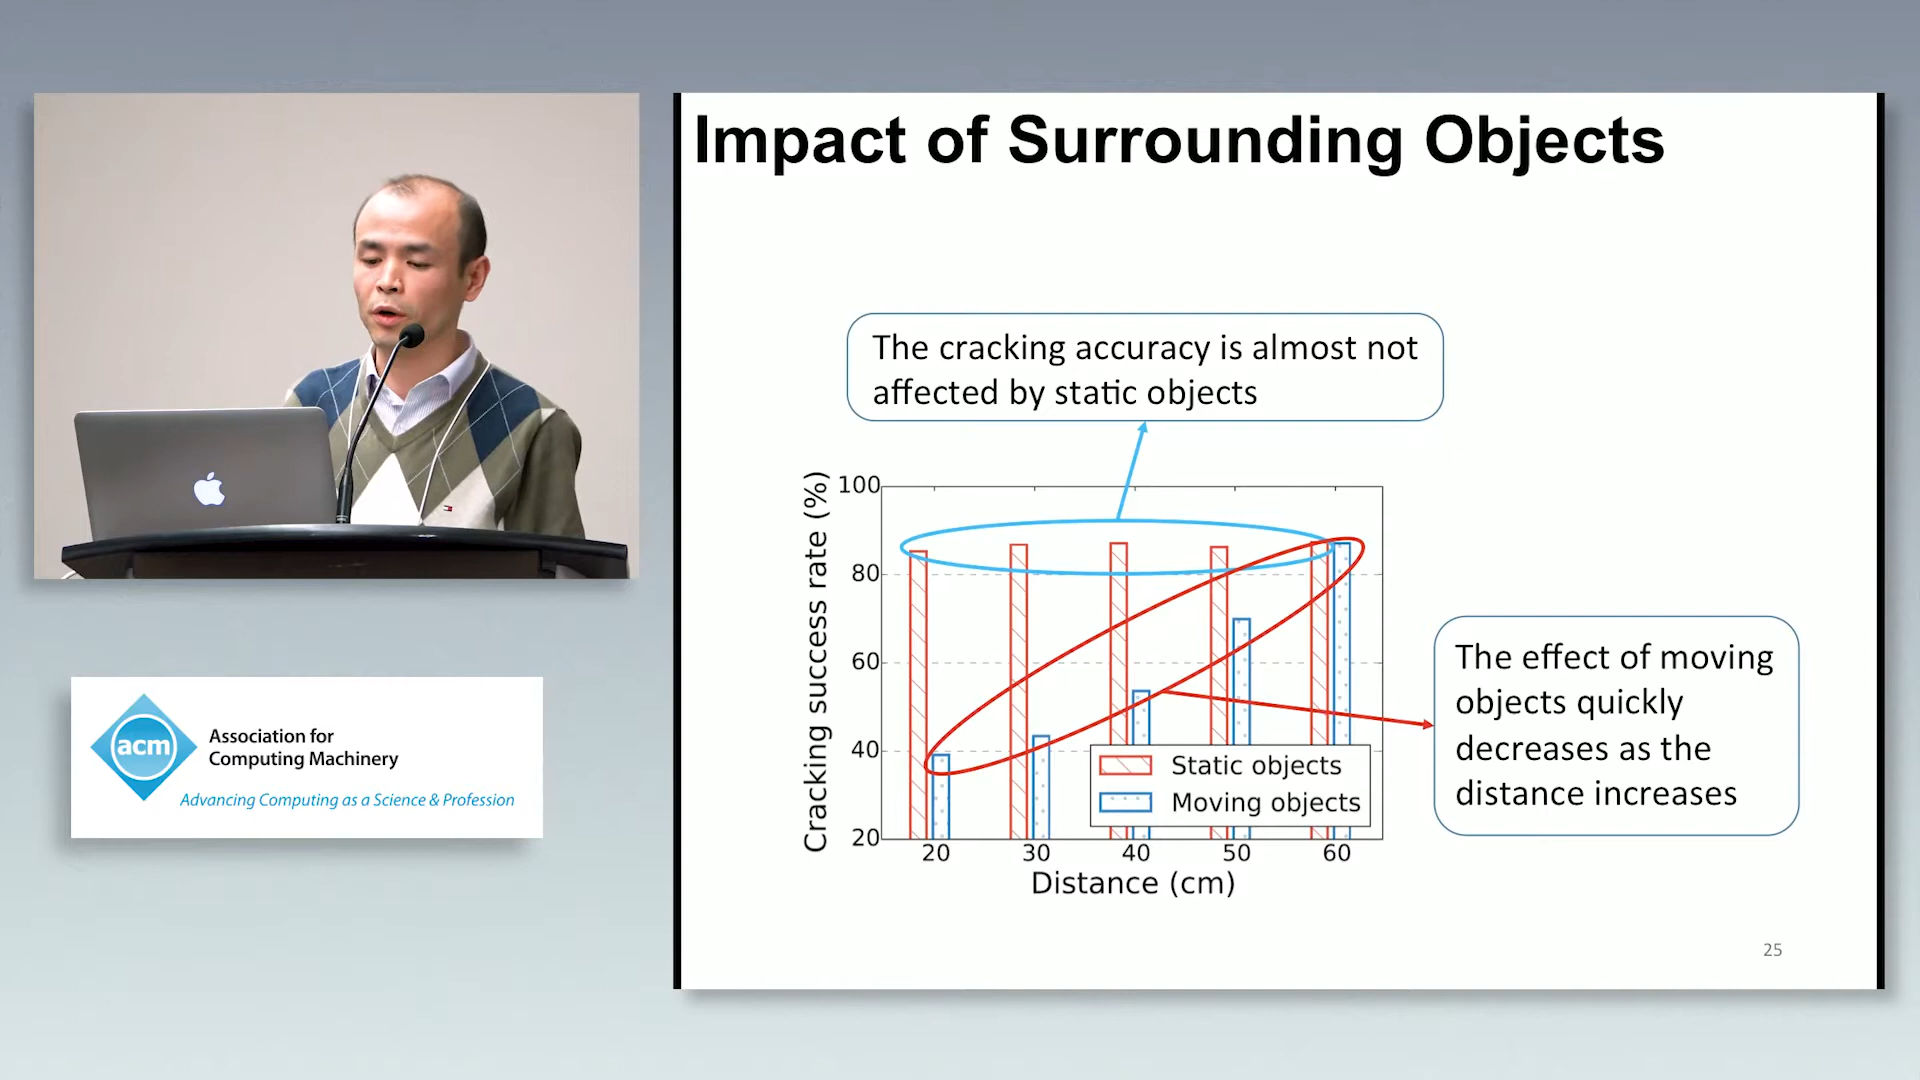 Impact of Surrounding Objects
The cracking accuracy is almost not
affected by static objects
Cracking success rate (%)
100
80
60
40
20
20 30 40 50 60
Distance (cm)
Static objects
Moving objects
The effect of moving
objects quickly
decreases as the
distance increases
25
acm
Association for
Computing Machinery
Advancing Computing as a Science & Profession